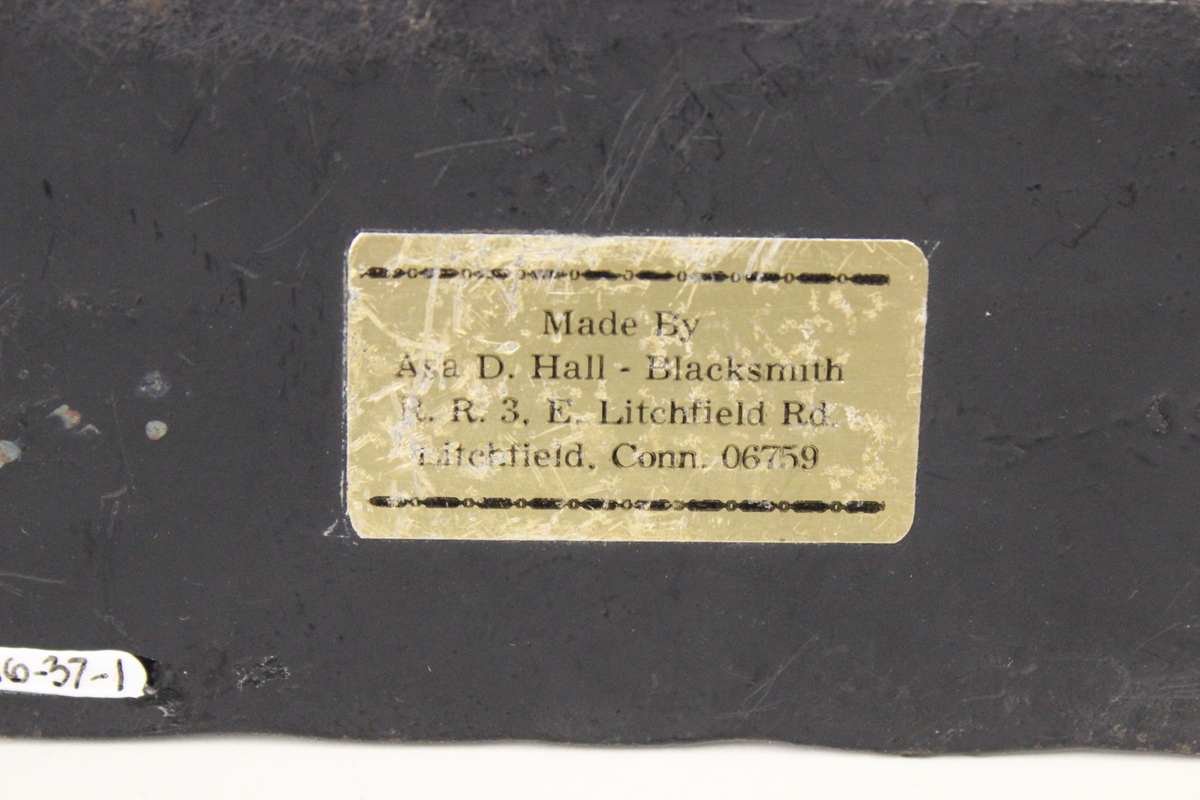 Made By
Asa D. Hall - Blacksmith
R. R. 3, E. Litchfield Rd.
Litchfield, Conn. 06759
6-37-1